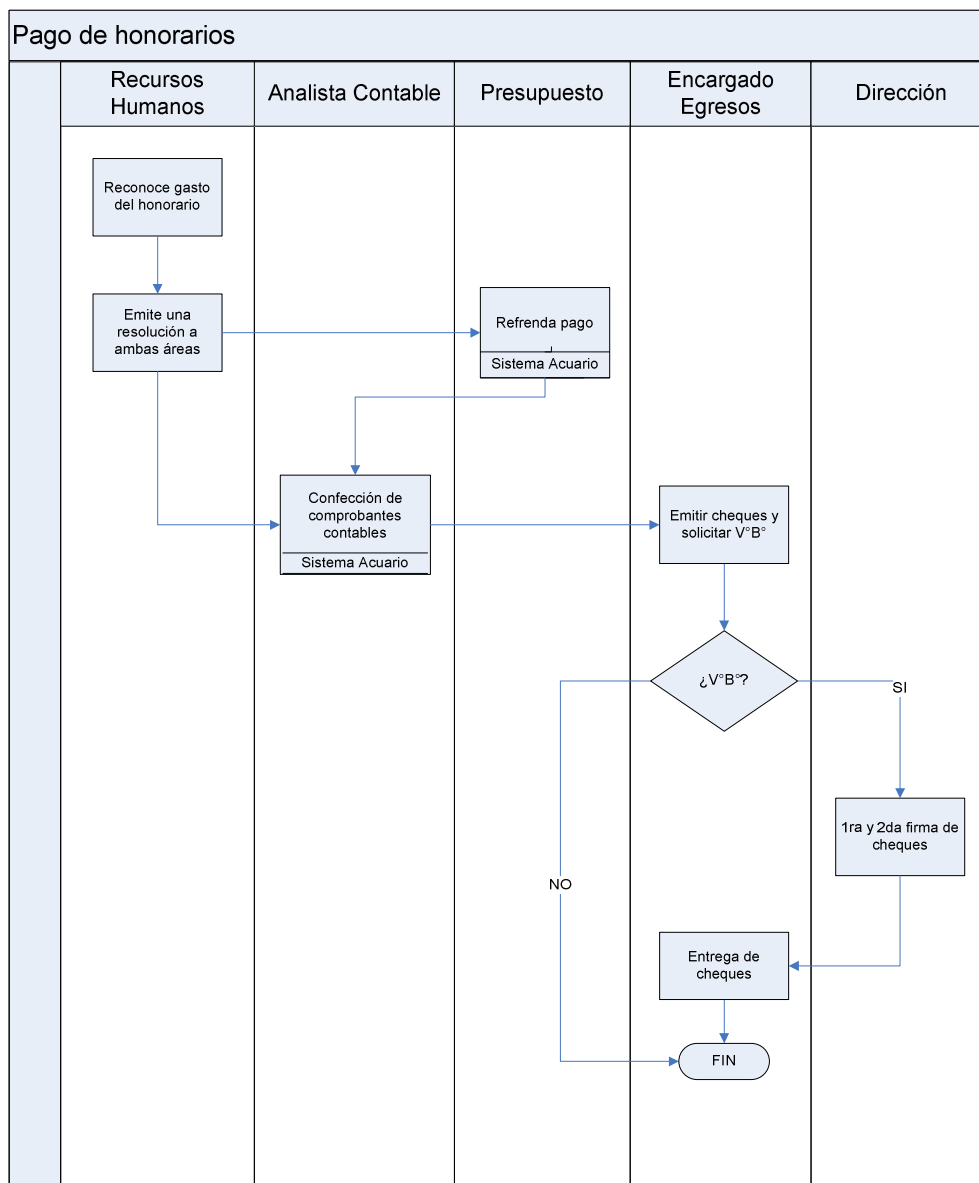 Pago de honorarios
Recursos
Humanos
Analista Contable
Presupuesto
Encargado
Egresos
Dirección
Reconoce gasto
del honorario
Emite una
resolución a
ambas áreas
Refrenda pago
Sistema Acuario
Confección de
comprobantes
contables
Sistema Acuario
Emitir cheques y
solicitar V°B°
¿V°B°?
SI
1ra y 2da firma de
cheques
NO
Entrega de
cheques
FIN